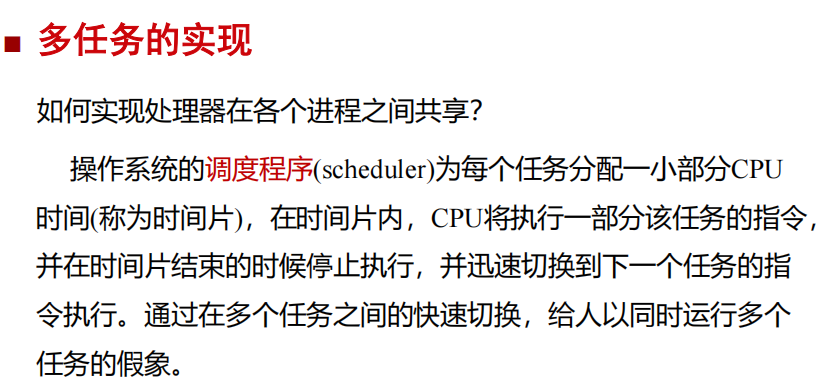 ■ 多任务的实现
如何实现处理器在各个进程之间共享?
操作系统的调度程序(scheduler)为每个任务分配一小部分CPU
时间(称为时间片)，在时间片内，CPU将执行一部分该任务的指令，
并在时间片结束的时候停止执行，并迅速切换到下一个任务的指
令执行。通过在多个任务之间的快速切换，给人以同时运行多个
任务的假象。